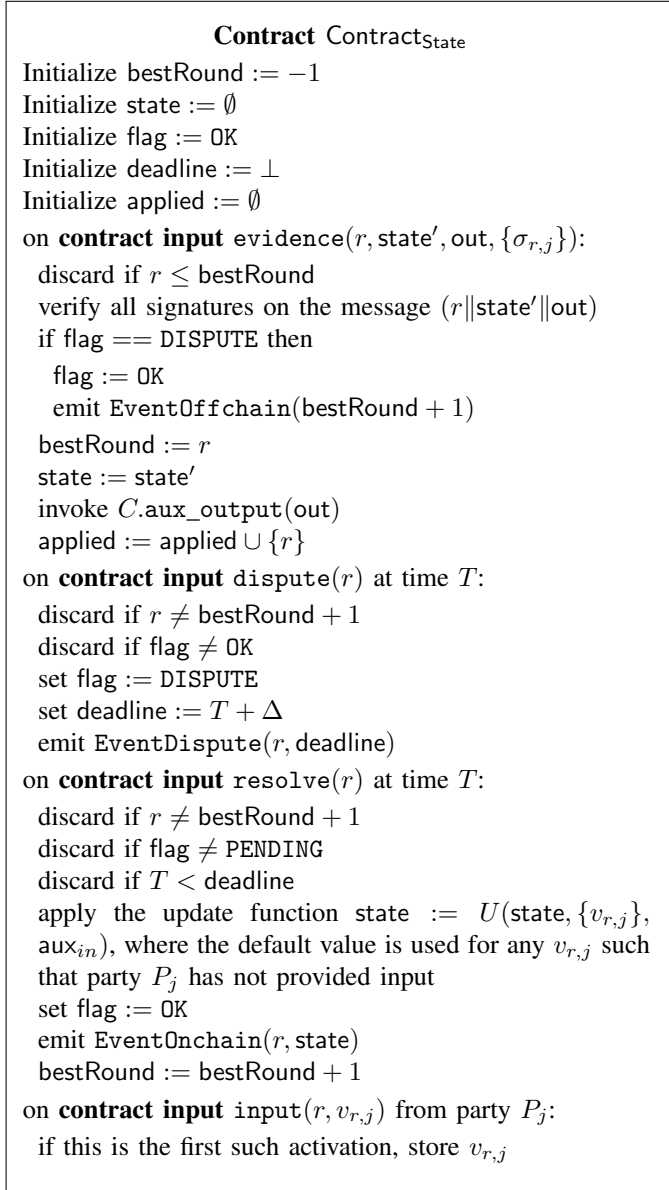 Contract Contract_State
Initialize bestRound := −1
Initialize state := ∅
Initialize flag := OK
Initialize deadline := ⊥
Initialize applied := ∅
on contract input evidence(r, state′, out, {σ_{r,j}}):
discard if r ≤ bestRound
verify all signatures on the message (r‖state′‖out)
if flag == DISPUTE then
flag := OK
emit EventOffchain(bestRound + 1)
bestRound := r
state := state′
invoke C.aux_output(out)
applied := applied ∪ {r}
on contract input dispute(r) at time T:
discard if r ≠ bestRound + 1
discard if flag ≠ OK
set flag := DISPUTE
set deadline := T + Δ
emit EventDispute(r, deadline)
on contract input resolve(r) at time T:
discard if r ≠ bestRound + 1
discard if flag ≠ PENDING
discard if T < deadline
apply the update function state := U(state, {v_{r,j}},
aux_{in}), where the default value is used for any v_{r,j} such
that party P_j has not provided input
set flag := OK
emit EventOnchain(r, state)
bestRound := bestRound + 1
on contract input input(r, v_{r,j}) from party P_j:
if this is the first such activation, store v_{r,j}